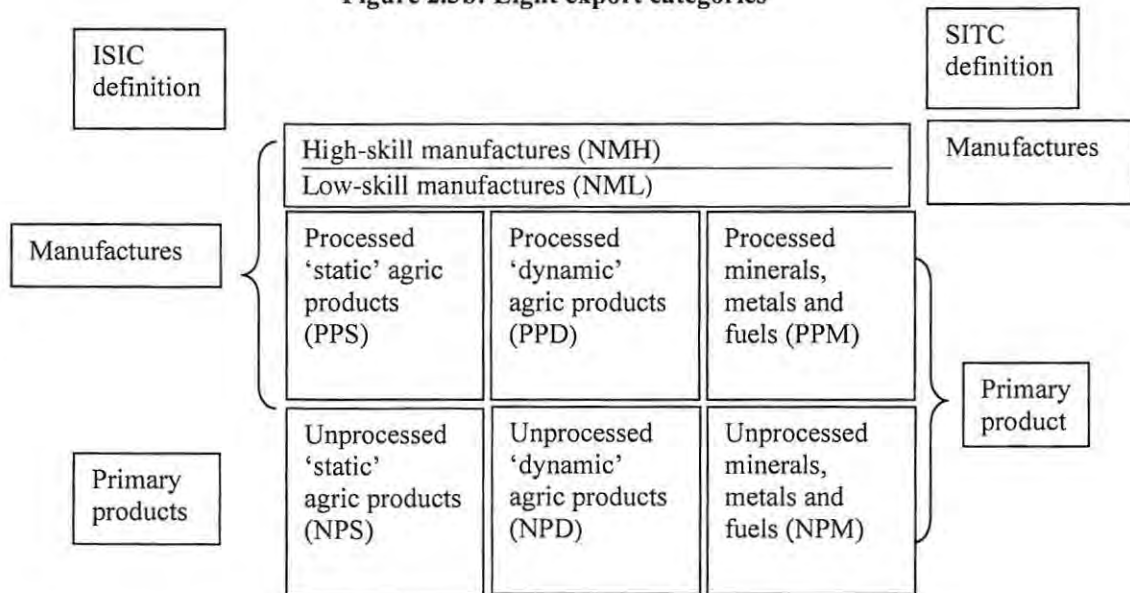 Figure 2.3b: Eight export categories
ISIC
definition
SITC
definition
High-skill manufactures (NMH)
Low-skill manufactures (NML)
Manufactures
Manufactures
Processed
‘static’ agric
products
(PPS)
Processed
‘dynamic’
agric products
(PPD)
Processed
minerals,
metals and
fuels (PPM)
Primary
product
Primary
products
Unprocessed
‘static’
agric products
(NPS)
Unprocessed
‘dynamic’
agric products
(NPD)
Unprocessed
minerals,
metals and
fuels (NPM)